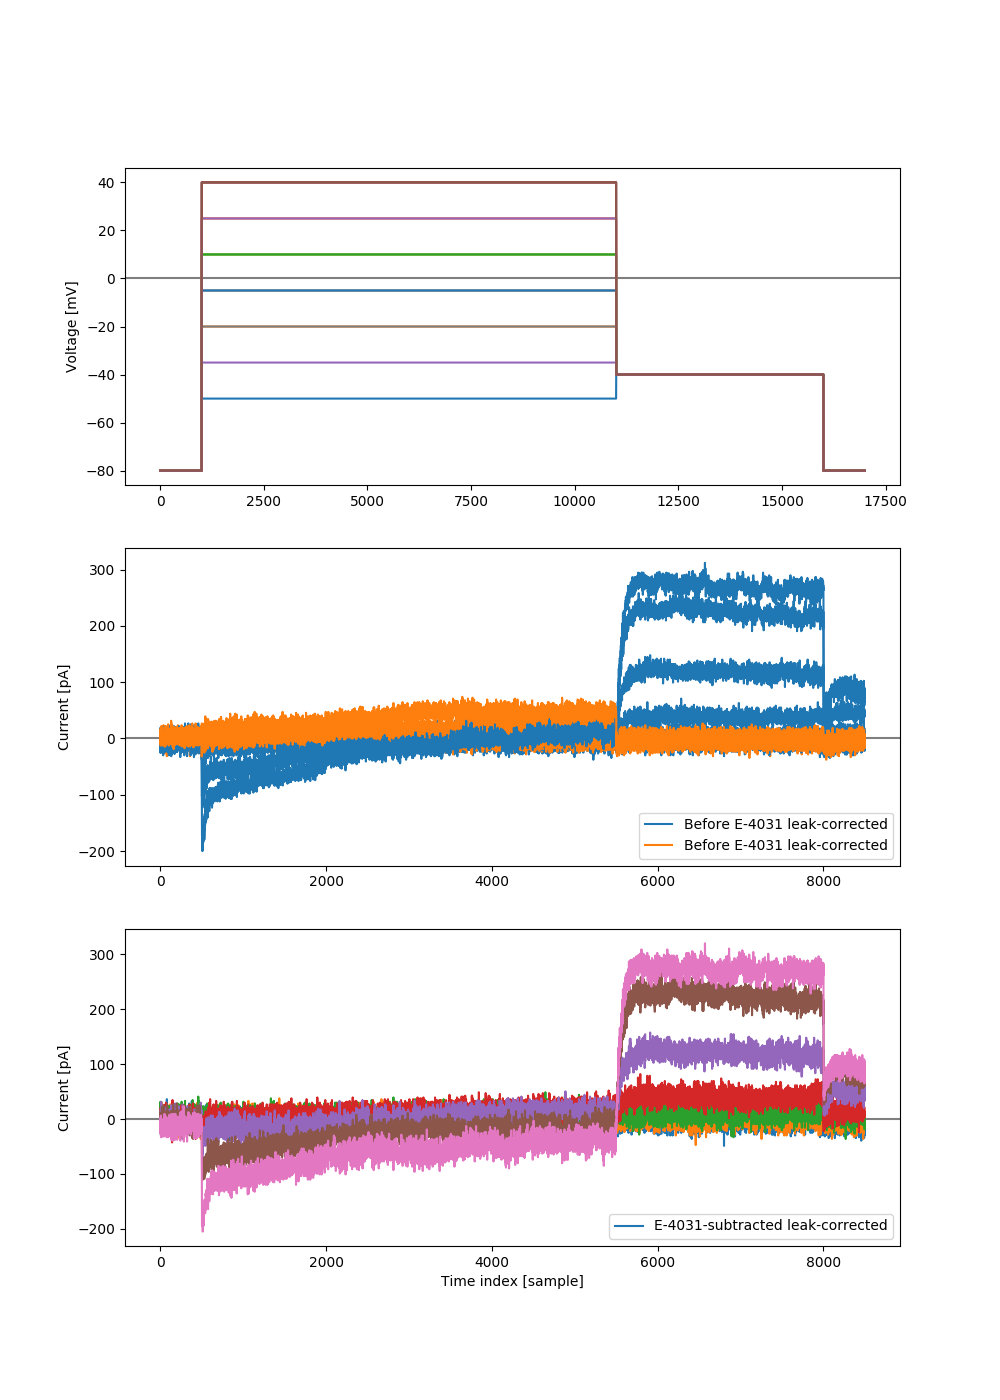 40
20
0
−20
−40
−60
−80
Voltage [mV]
0 2500 5000 7500 10000 12500 15000 17500
300
200
100
0
−100
−200
Current [pA]
Before E-4031 leak-corrected
Before E-4031 leak-corrected
0 2000 4000 6000 8000
300
200
100
0
−100
−200
Current [pA]
E-4031-subtracted leak-corrected
0 2000 4000 6000 8000
Time index [sample]